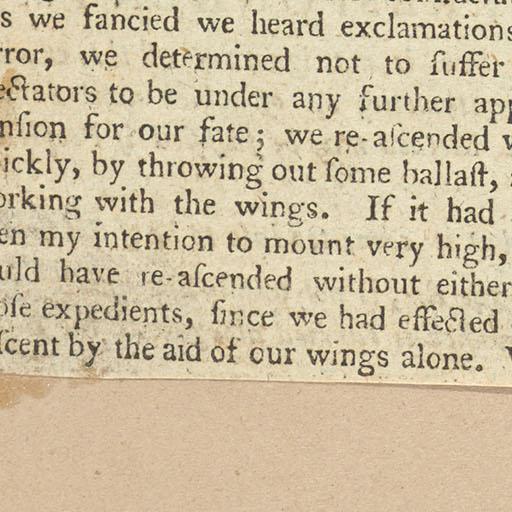 s we fancied we heard exclamations
rror, we determined not to ſuffer
ectators to be under any further app
nſion for our fate; we re-aſcended w
ickly, by throwing out ſome ballaſt,
orking with the wings. If it had
en my intention to mount very high,
uld have re-aſcended without either
oſe expedients, ſince we had effected
ſcent by the aid of our wings alone.